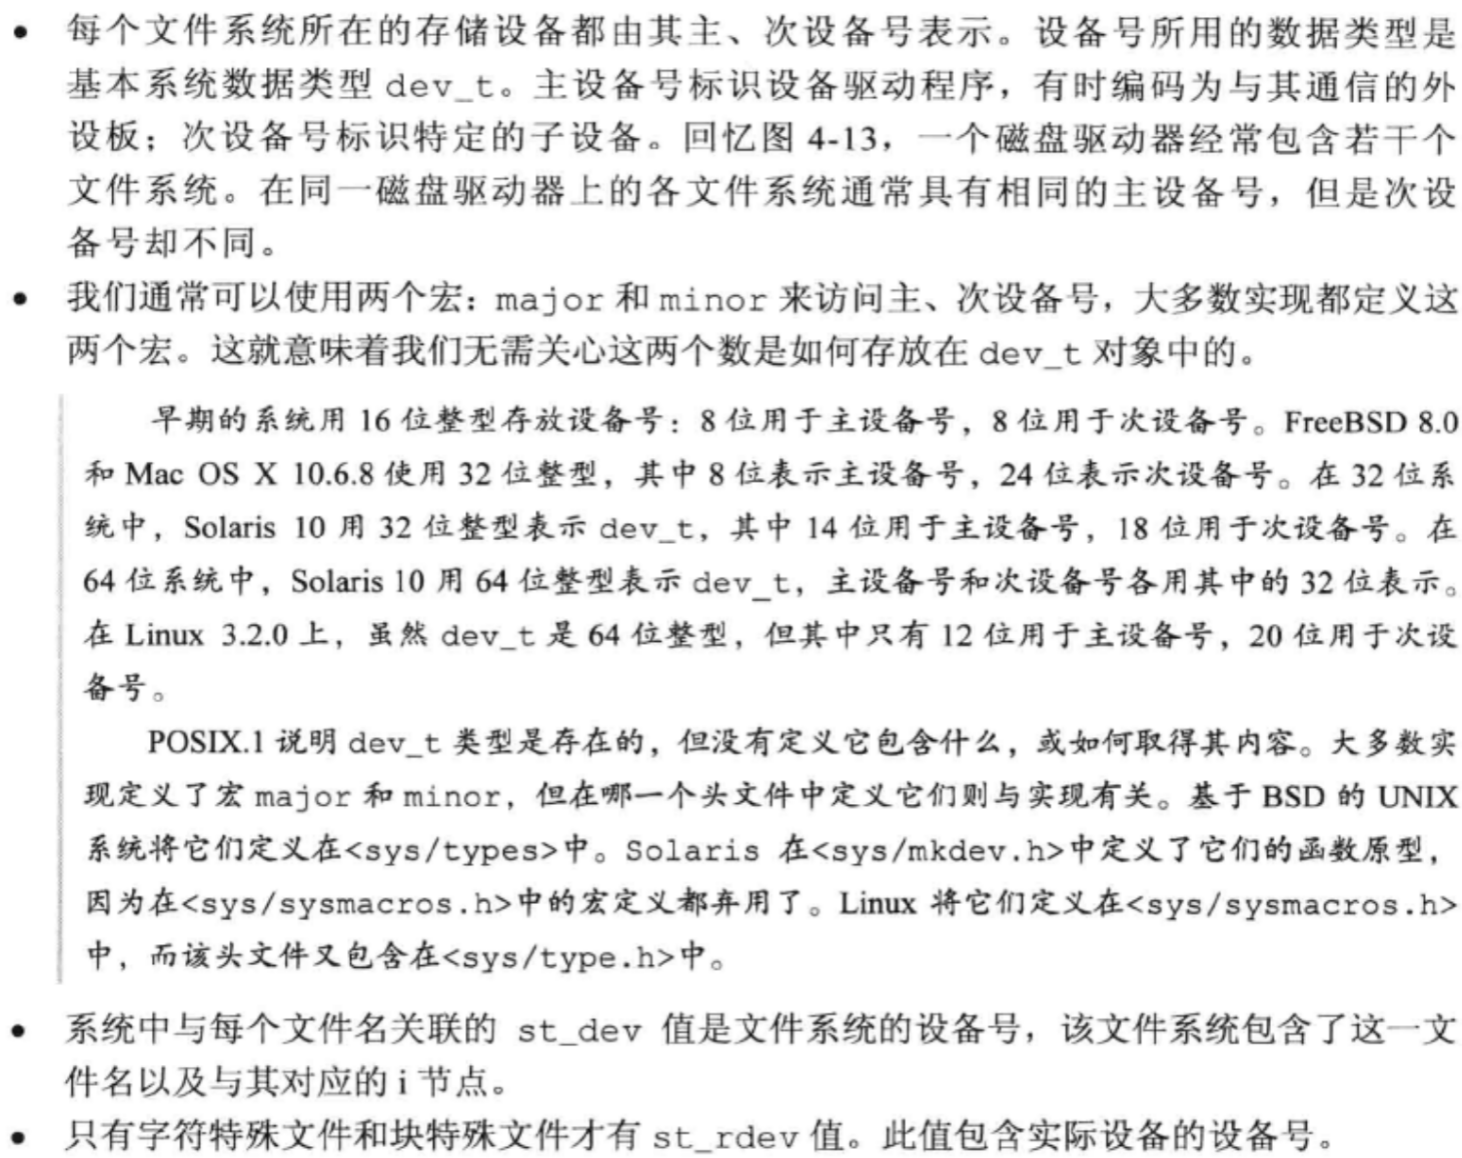 • 每个文件系统所在的存储设备都由其主、次设备号表示。设备号所用的数据类型是
基本系统数据类型 dev_t。主设备号标识设备驱动程序，有时编码为与其通信的外
设板；次设备号标识特定的子设备。回忆图 4-13，一个磁盘驱动器经常包含若干个
文件系统。在同一磁盘驱动器上的各文件系统通常具有相同的主设备号，但是次设
备号却不同。
• 我们通常可以使用两个宏：major 和 minor 来访问主、次设备号，大多数实现都定义这
两个宏。这就意味着我们无需关心这两个数是如何存放在 dev_t 对象中的。
早期的系统用 16 位整型存放设备号：8 位用于主设备号，8 位用于次设备号。FreeBSD 8.0
和 Mac OS X 10.6.8 使用 32 位整型，其中 8 位表示主设备号，24 位表示次设备号。在 32 位系
统中，Solaris 10 用 32 位整型表示 dev_t，其中 14 位用于主设备号，18 位用于次设备号。在
64 位系统中，Solaris 10 用 64 位整型表示 dev_t，主设备号和次设备号各用其中的 32 位表示。
在 Linux 3.2.0 上，虽然 dev_t 是 64 位整型，但其中只有 12 位用于主设备号，20 位用于次设
备号。
POSIX.1 说明 dev_t 类型是存在的，但没有定义它包含什么，或如何取得其内容。大多数实
现定义了宏 major 和 minor，但在哪一个头文件中定义它们则与实现有关。基于 BSD 的 UNIX
系统将它们定义在<sys/types>中。Solaris 在<sys/mkdev.h>中定义了它们的函数原型，
因为在<sys/sysmacros.h>中的宏定义都弃用了。Linux 将它们定义在<sys/sysmacros.h>
中，而该头文件又包含在<sys/type.h>中。
• 系统中与每个文件名关联的 st_dev 值是文件系统的设备号，该文件系统包含了这一文
件名以及与其对应的 i 节点。
• 只有字符特殊文件和块特殊文件才有 st_rdev 值。此值包含实际设备的设备号。